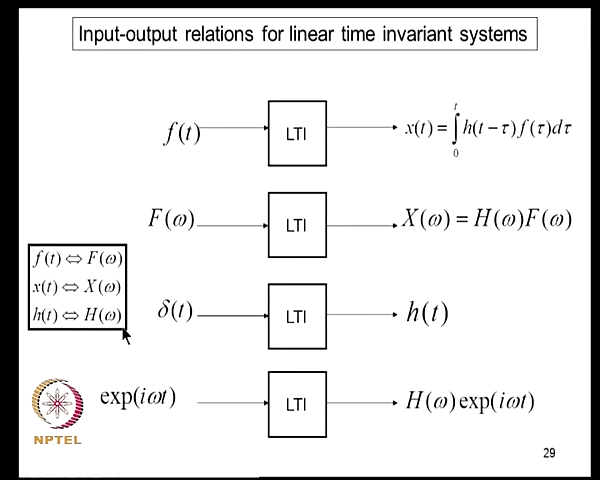 Input-output relations for linear time invariant systems
f(t) LTI x(t) = ∫₀ᵗ h(t − τ) f(τ)dτ
F(ω) LTI X(ω) = H(ω)F(ω)
f(t) ⇔ F(ω)
x(t) ⇔ X(ω)
h(t) ⇔ H(ω)
δ(t) LTI h(t)
exp(iωt) LTI H(ω) exp(iωt)
NPTEL
29